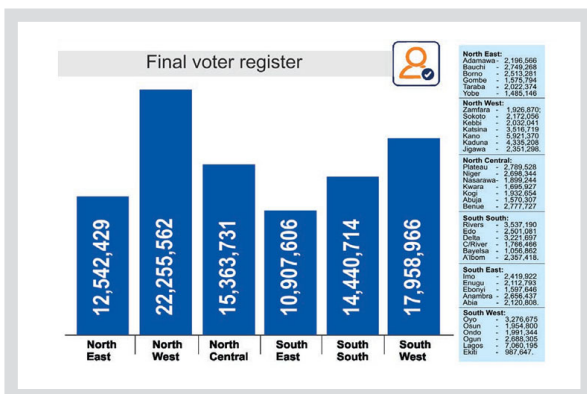 Final voter register
12,542,429
22,255,562
15,363,731
10,907,606
14,440,714
17,958,966
North East
North West
North Central
South East
South South
South West
North East:
Adamawa- 2,196,566
Bauchi - 2,749,268
Borno - 2,513,281
Gombe - 1,575,794
Taraba - 2,022,374
Yobe - 1,485,146
North West:
Zamfara - 1,926,870;
Sokoto - 2,172,056
Kebbi - 2,032,041
Katsina - 3,516,719
Kano - 5,921,370
Kaduna - 4,335,208
Jigawa - 2,351,298.
North Central:
Plateau - 2,789,528
Niger - 2,698,344
Nasarawa- 1,899,244
Kwara - 1,695,927
Kogi - 1,932,654
Abuja - 1,570,307
Benue - 2,777,727
South South:
Rivers - 3,537,190
Edo - 2,501,081
Delta - 3,221,697
C/River - 1,766,466
Bayelsa - 1,056,862
A'Ibom - 2,357,418.
South East:
Imo - 2,419,922
Enugu - 2,112,793
Ebonyi - 1,597,646
Anambra - 2,656,437
Abia - 2,120,808.
South West:
Oyo - 3,276,675
Osun - 1,954,800
Ondo - 1,991,344
Ogun - 2,688,305
Lagos - 7,060,195
Ekiti - 987,647.